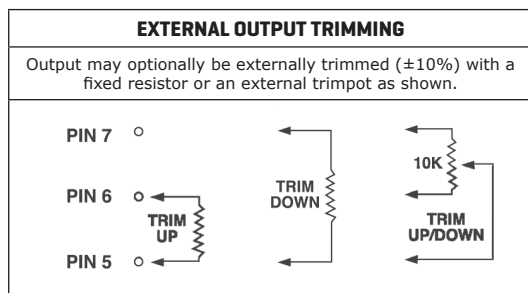 EXTERNAL OUTPUT TRIMMING
Output may optionally be externally trimmed (±10%) with a
fixed resistor or an external trimpot as shown.
PIN 7
PIN 6
PIN 5
TRIM
UP
TRIM
DOWN
10K
TRIM
UP/DOWN